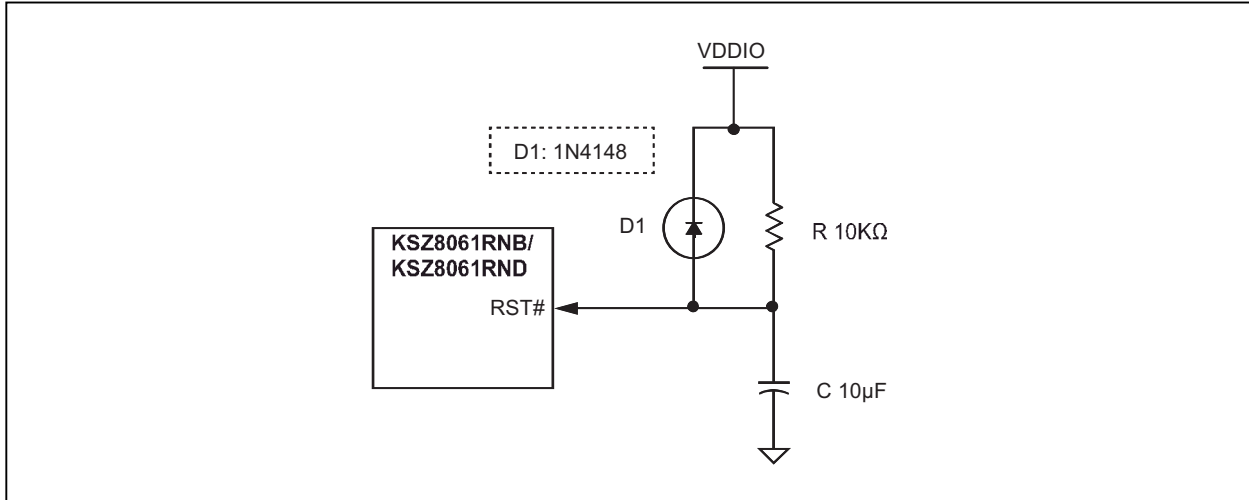 VDDIO
D1: 1N4148
D1
R 10KΩ
KSZ8061RNB/
KSZ8061RND
RST#
C 10µF